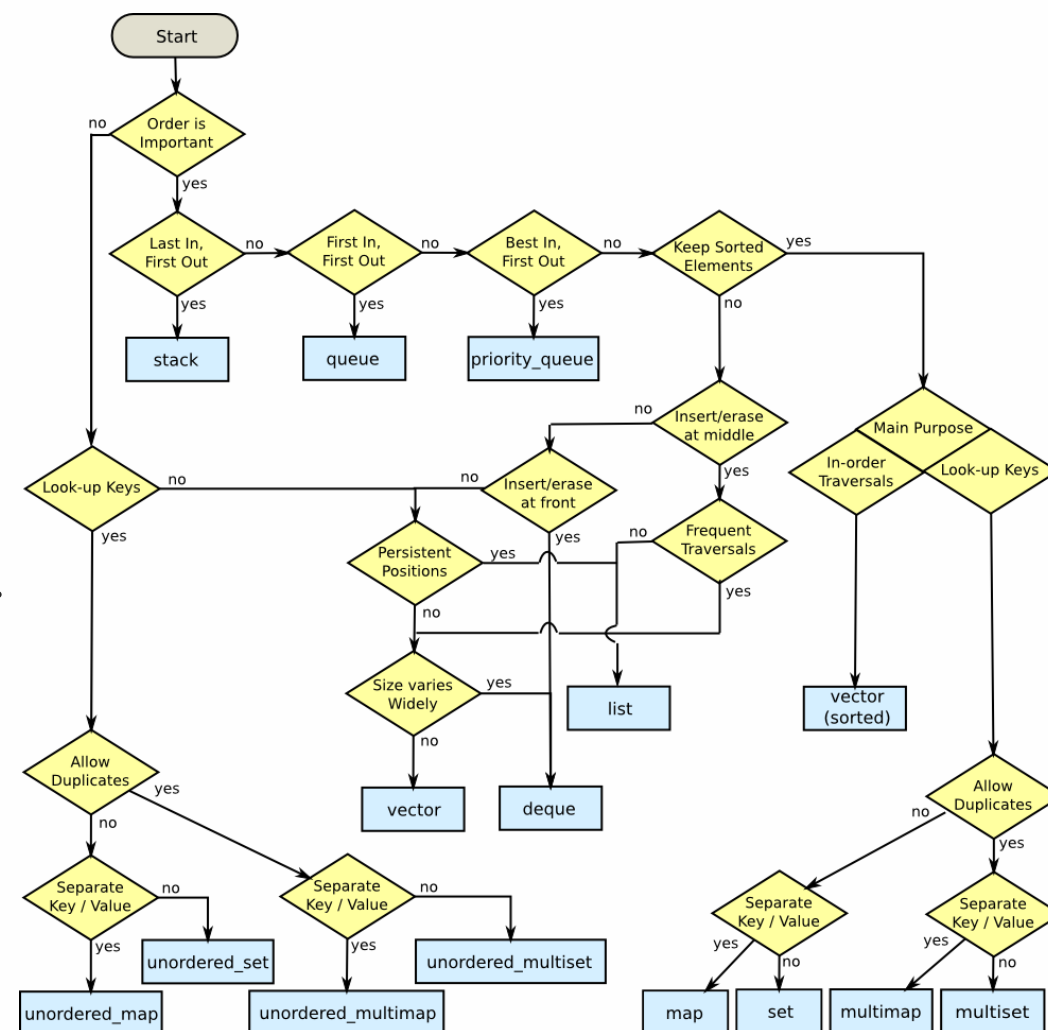 Start
no
Order is
Important
yes
Last In,
First Out
no
First In,
First Out
no
Best In,
First Out
no
Keep Sorted
Elements
yes
yes
yes
yes
no
stack
queue
priority_queue
no
Insert/erase
at middle
yes
Main Purpose
In-order
Traversals
Look-up Keys
Look-up Keys
no
no
Insert/erase
at front
yes
yes
Persistent
Positions
yes
no
no
Frequent
Traversals
yes
Size varies
Widely
yes
no
list
vector
(sorted)
vector
deque
Allow
Duplicates
yes
no
Allow
Duplicates
no
yes
Separate
Key / Value
no
yes
Separate
Key / Value
no
yes
Separate
Key / Value
yes
no
Separate
Key / Value
yes
no
unordered_set
unordered_multiset
unordered_map
unordered_multimap
map
set
multimap
multiset